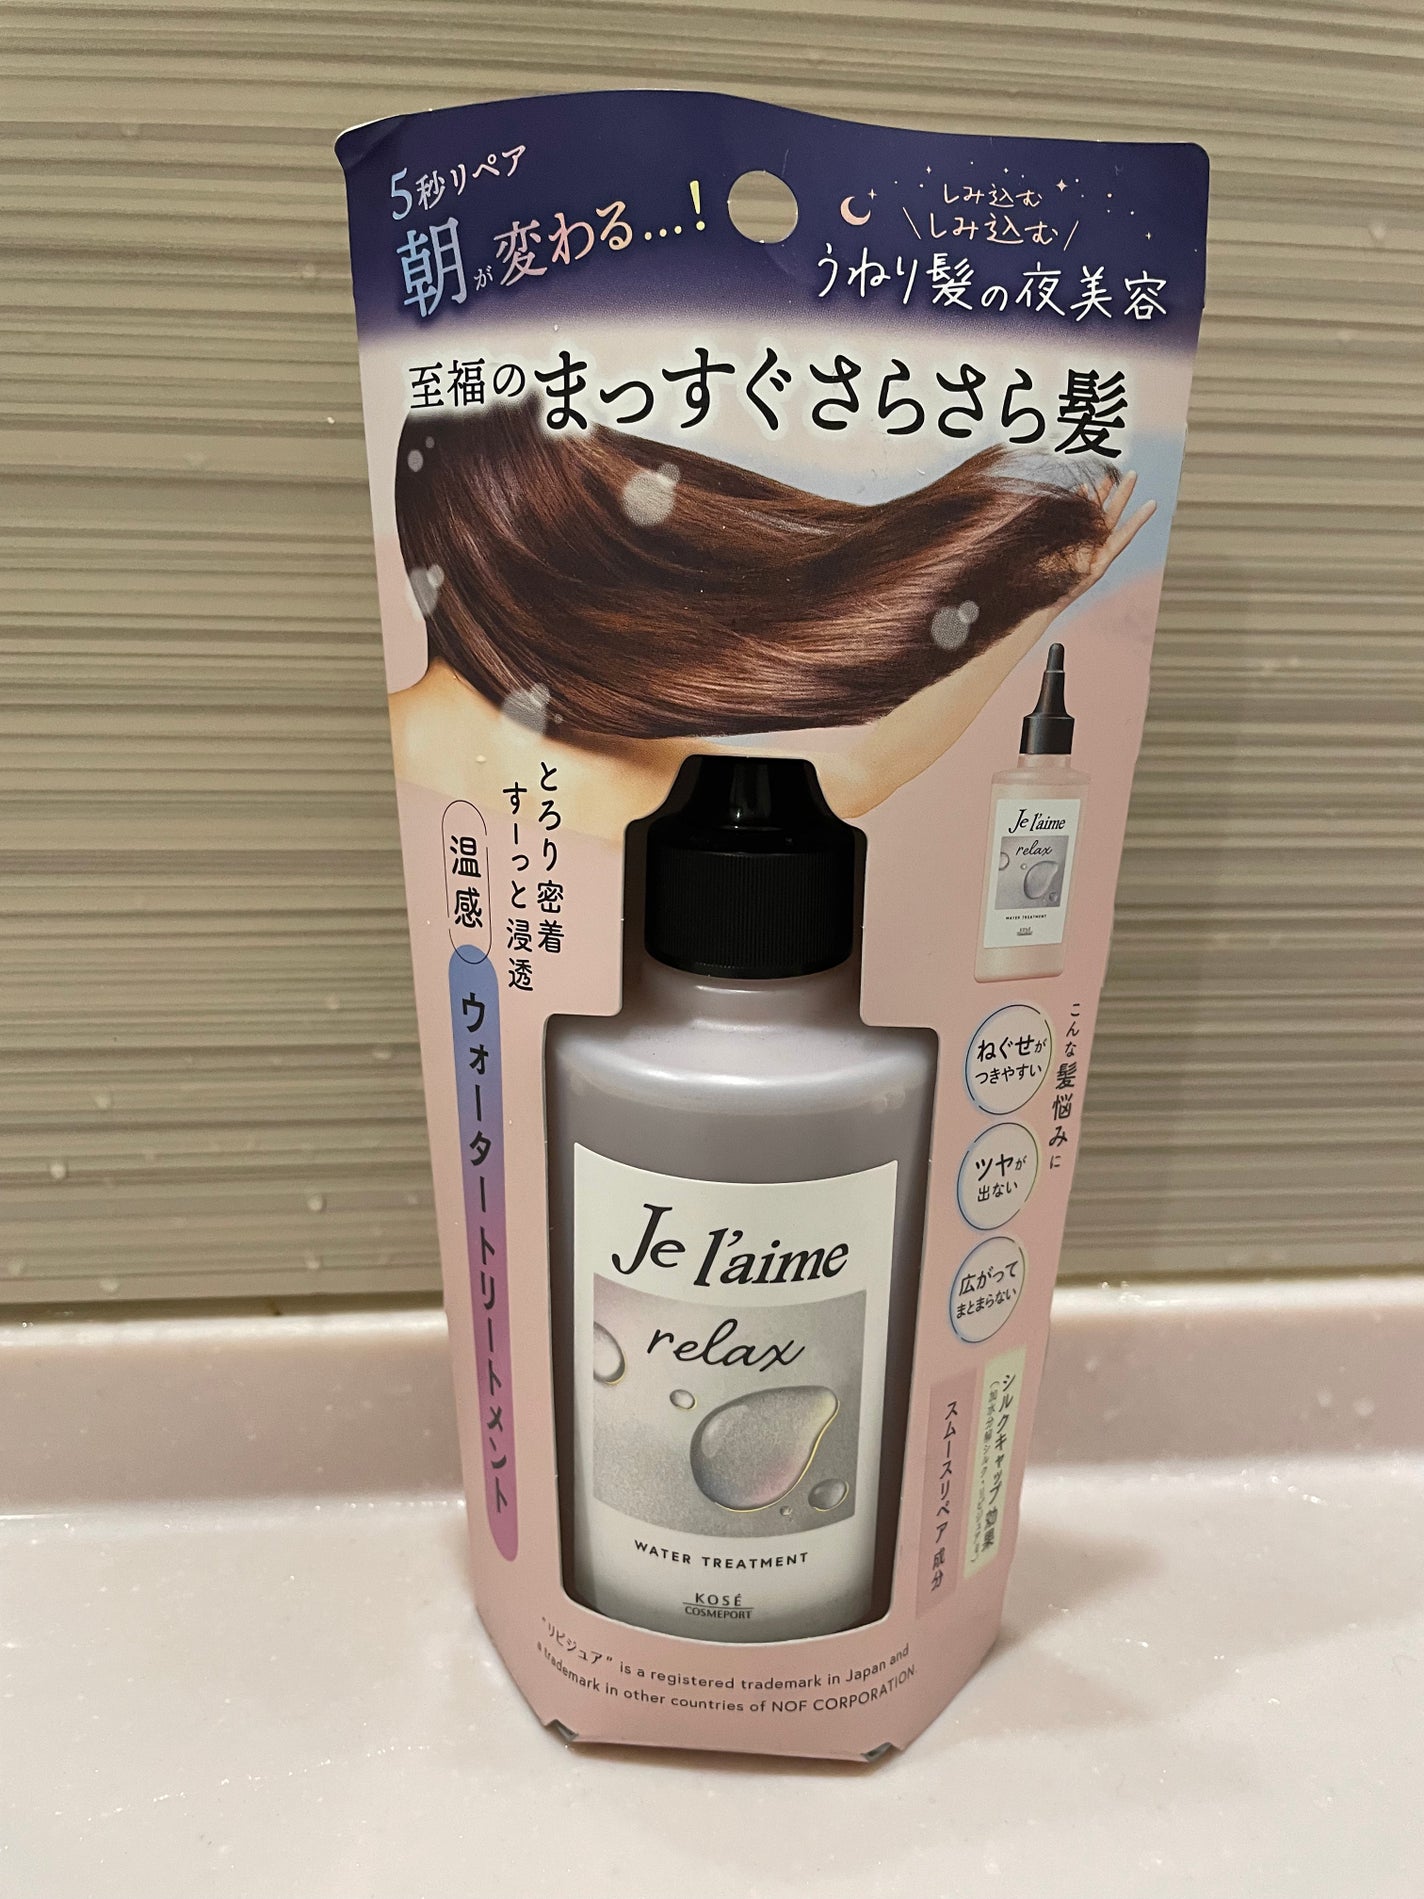 5秒リペア
朝が変わる…!
しみ込む
\しみ込む/
うねり髪の夜美容
至福のまっすぐさらさら髪
とろり密着
すーっと浸透
温感
ウォータートリートメント
Je l'aime
relax
WATER TREATMENT
KOSÉ
COSMEPORT
こんな髪悩みに
ねぐせが
つきやすい
ツヤが
出ない
広がって
まとまらない
シルクキャップ効果
スムースリペア成分
Je l'aime
relax
WATER TREATMENT
KOSÉ
COSMEPORT
"リピジュア" is a registered trademark in Japan and
a trademark in other countries of NOF CORPORATION.